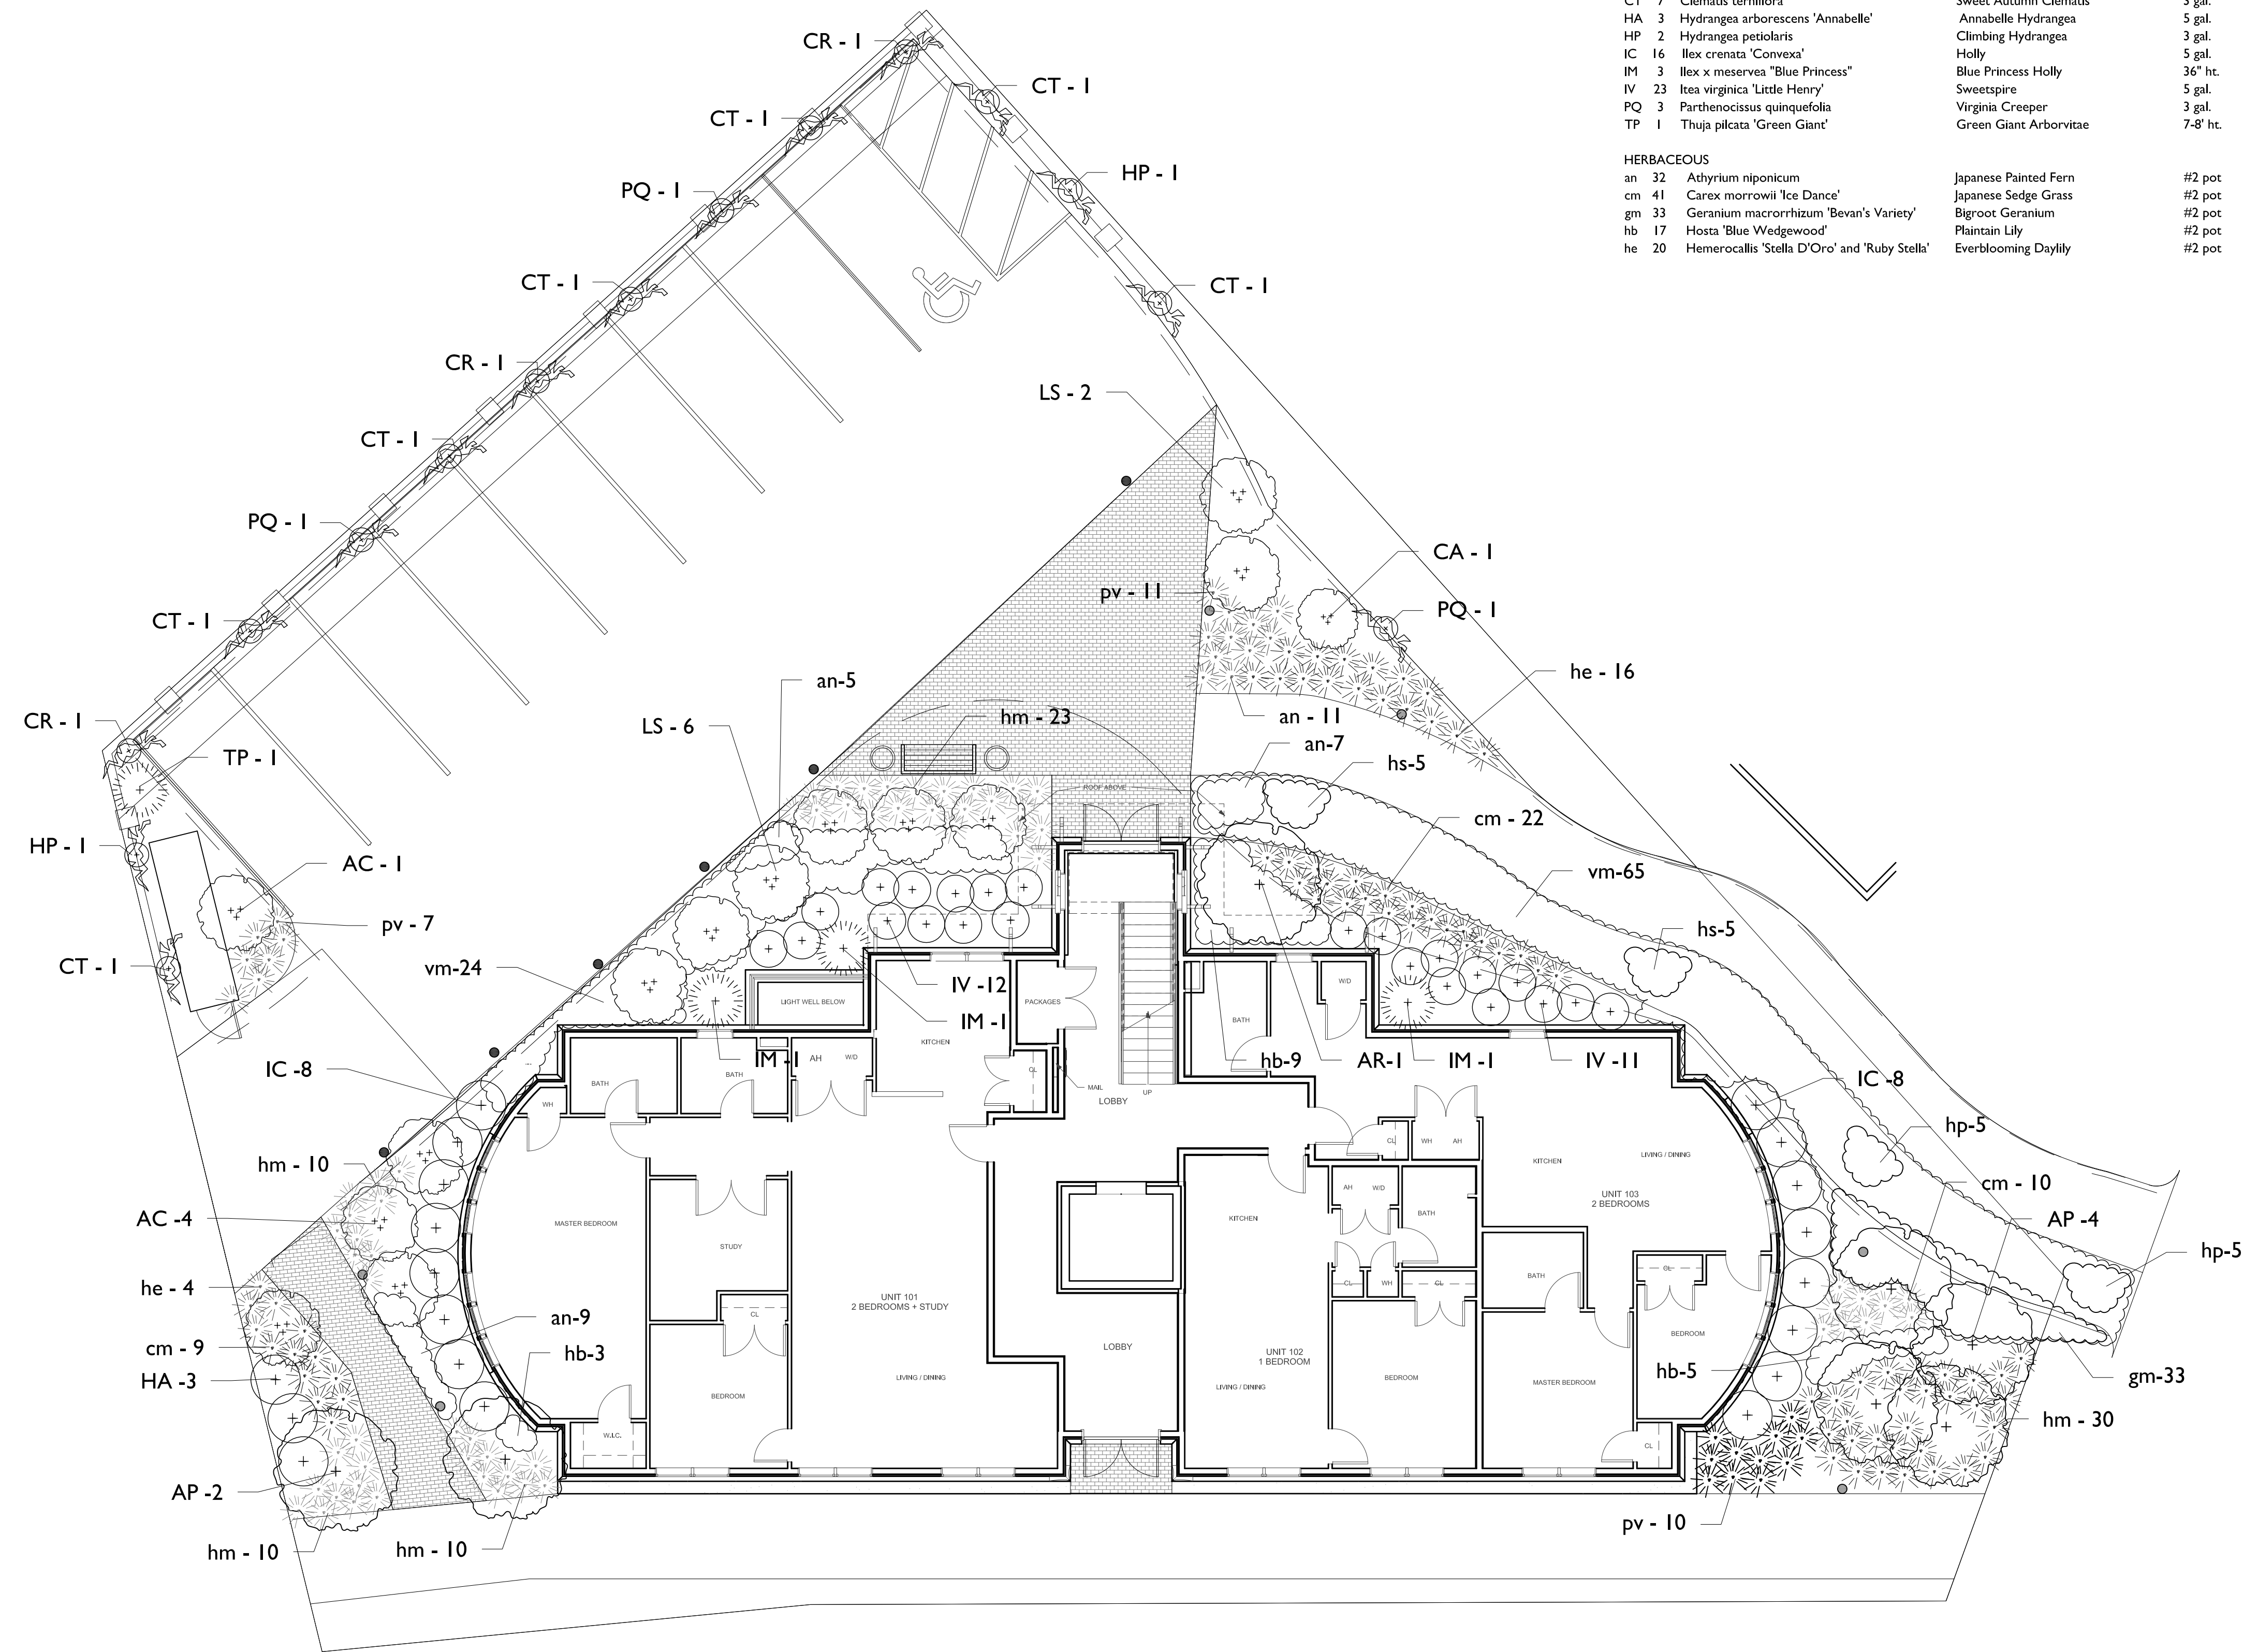 CT 7 Clematis terniflora Sweet Autumn Clematis 3 gal.
HA 3 Hydrangea arborescens 'Annabelle' Annabelle Hydrangea 5 gal.
HP 2 Hydrangea petiolaris Climbing Hydrangea 3 gal.
IC 16 Ilex crenata 'Convexa' Holly 5 gal.
IM 3 Ilex x meservea "Blue Princess" Blue Princess Holly 36" ht.
IV 23 Itea virginica 'Little Henry' Sweetspire 5 gal.
PQ 3 Parthenocissus quinquefolia Virginia Creeper 3 gal.
TP 1 Thuja pilcata 'Green Giant' Green Giant Arborvitae 7-8' ht.
HERBACEOUS
an 32 Athyrium niponicum Japanese Painted Fern #2 pot
cm 41 Carex morrowii 'Ice Dance' Japanese Sedge Grass #2 pot
gm 33 Geranium macrorrhizum 'Bevan's Variety' Bigroot Geranium #2 pot
hb 17 Hosta 'Blue Wedgewood' Plaintain Lily #2 pot
he 20 Hemerocallis 'Stella D'Oro' and 'Ruby Stella' Everblooming Daylily #2 pot
CR - 1
CT - 1
CT - 1
HP - 1
PQ - 1
CT - 1
CT - 1
CR - 1
LS - 2
CT - 1
PQ - 1
CA - 1
pv - 11
PQ - 1
CT - 1
he - 16
an-5
CR - 1
LS - 6
hm - 23
an - 11
an-7
TP - 1
hs-5
ROOF ABOVE
cm - 22
HP - 1
AC - 1
vm-65
pv - 7
hs-5
CT - 1
vm-24
IV -12
LIGHT WELL BELOW
PACKAGES
W/D
IM -1
BATH
KITCHEN
IM -1
AH
W/D
hb-9
AR-1
IM -1
IV -11
IC -8
BATH
BATH
CL
MAIL
UP
LOBBY
IC -8
WH
hp-5
CL
WH
AH
KITCHEN
LIVING / DINING
hm - 10
cm - 10
AH
W/D
UNIT 103
2 BEDROOMS
AC -4
MASTER BEDROOM
KITCHEN
BATH
AP -4
STUDY
hp-5
he - 4
UNIT 101
2 BEDROOMS + STUDY
CL
WH
CL
BATH
CL
an-9
CL
cm - 9
hb-3
LOBBY
UNIT 102
1 BEDROOM
BEDROOM
HA -3
hb-5
gm-33
BEDROOM
LIVING / DINING
LIVING / DINING
BEDROOM
MASTER BEDROOM
hm - 30
W.I.C.
CL
AP -2
pv - 10
hm - 10
hm - 10